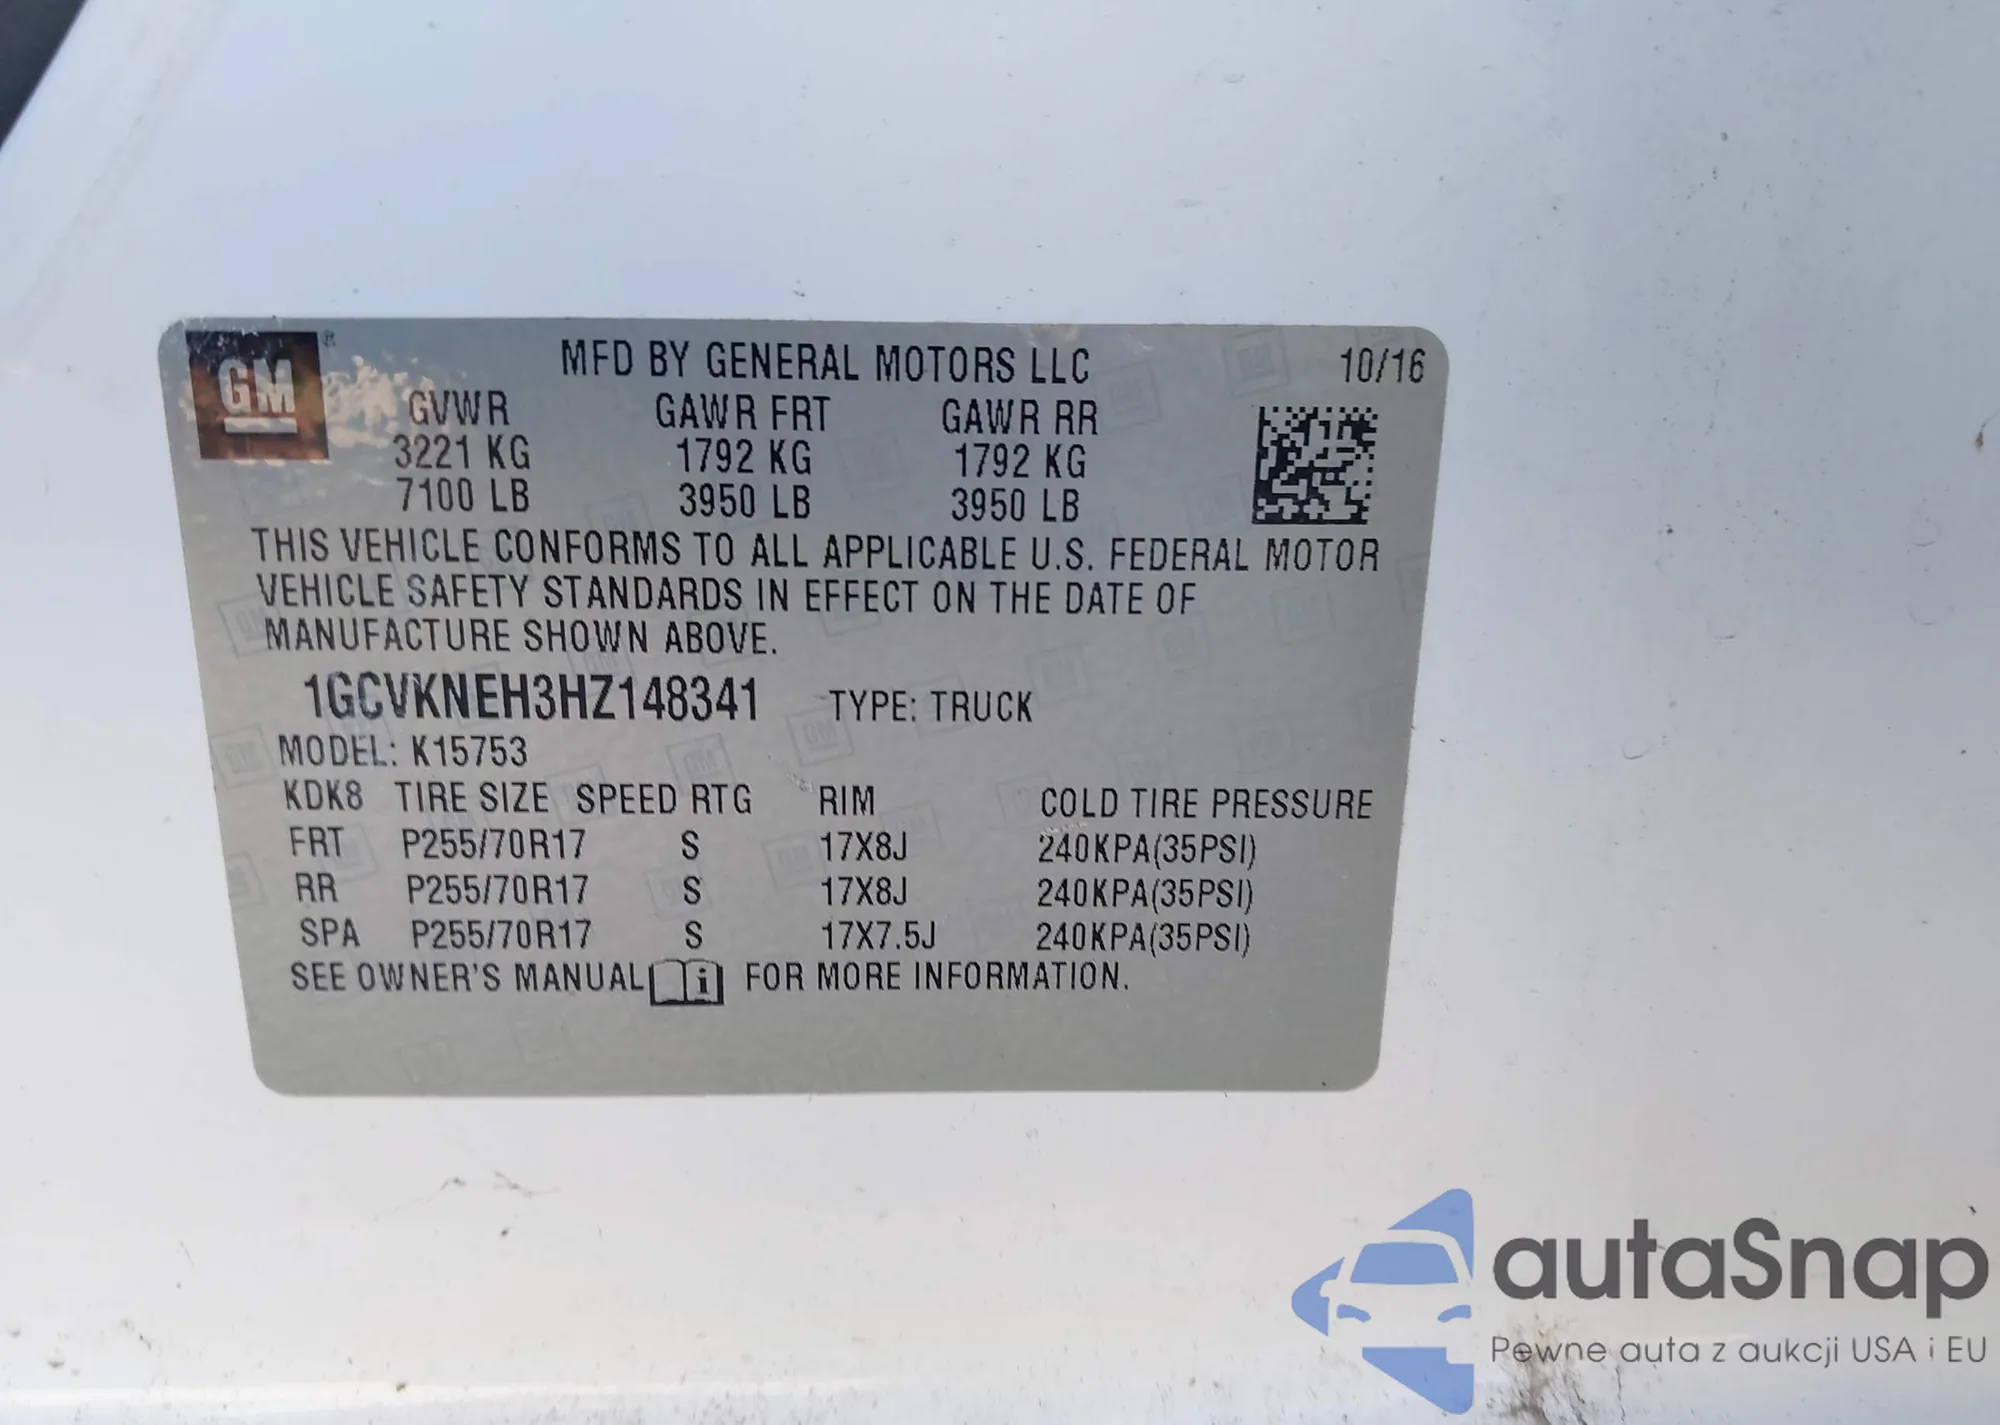 GM®
MFD BY GENERAL MOTORS LLC 10/16
GVWR GAWR FRT GAWR RR
3221 KG 1792 KG 1792 KG
7100 LB 3950 LB 3950 LB
THIS VEHICLE CONFORMS TO ALL APPLICABLE U.S. FEDERAL MOTOR
VEHICLE SAFETY STANDARDS IN EFFECT ON THE DATE OF
MANUFACTURE SHOWN ABOVE.
1GCVKNEH3HZ148341 TYPE: TRUCK
MODEL: K15753
KDK8 TIRE SIZE SPEED RTG RIM COLD TIRE PRESSURE
FRT P255/70R17 S 17X8J 240KPA(35PSI)
RR P255/70R17 S 17X8J 240KPA(35PSI)
SPA P255/70R17 S 17X7.5J 240KPA(35PSI)
SEE OWNER'S MANUAL i FOR MORE INFORMATION.
autaSnap
Pewne auta z aukcji USA i EU